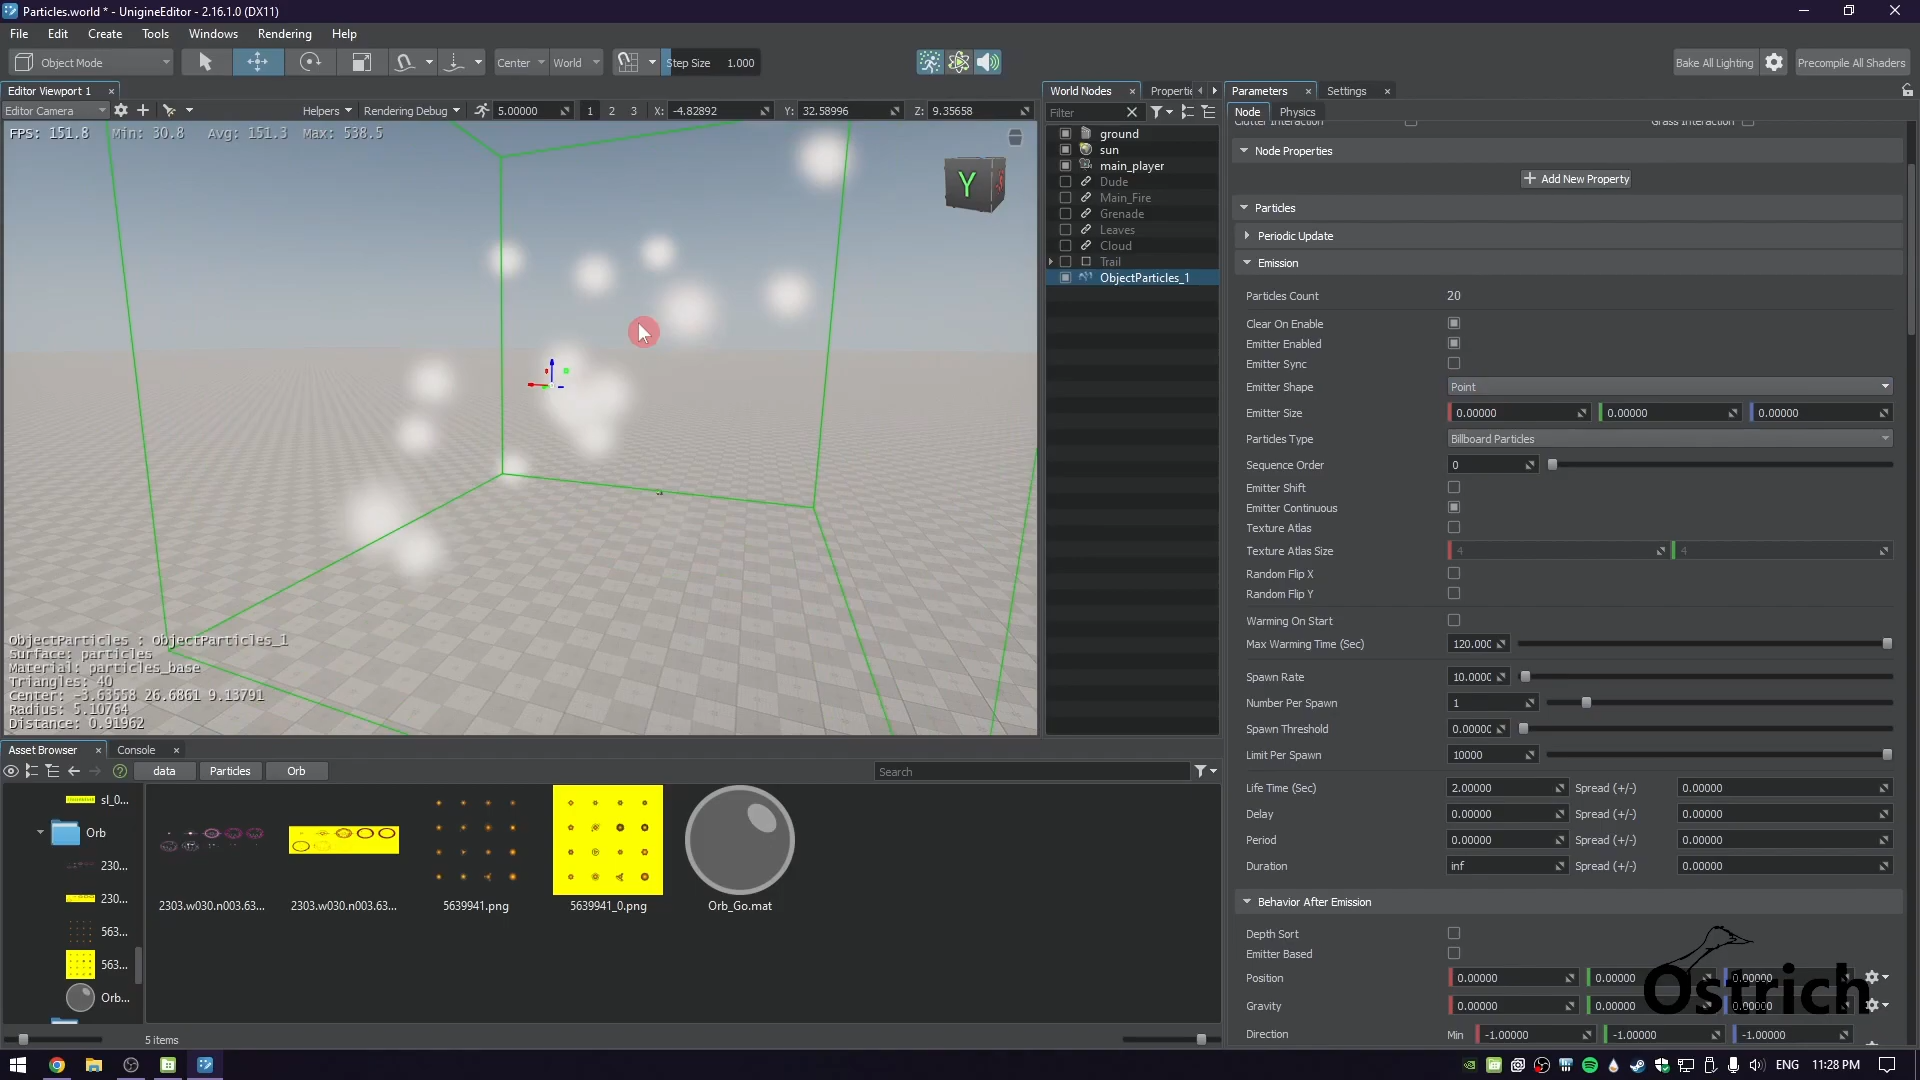 Particles.world * - UnigineEditor - 2.16.1.0 (DX11)
File Edit Create Tools Windows Rendering Help
Object Mode Center World Step Size 1.000 Bake All Lighting Precompile All Shaders
Editor Viewport 1
Editor Camera Helpers Rendering Debug 5.00000 1 2 3 X: -4.82892 Y: 32.58996 Z: 9.35658
FPS: 151.8 Min: 30.8 Avg: 151.3 Max: 538.5
Y
ObjectParticles : ObjectParticles_1
Surface: particles
Material: particles_base
Triangles: 40
Center: -3.63558 26.6861 9.13791
Radius: 5.10764
Distance: 0.91962
World Nodes Properti
Filter
ground
sun
main_player
Dude
Main_Fire
Grenade
Leaves
Cloud
Trail
ObjectParticles_1
Parameters Settings
Node Physics
Clutter Interaction Grass Interaction
Node Properties
Add New Property
Particles
Periodic Update
Emission
Particles Count 20
Clear On Enable
Emitter Enabled
Emitter Sync
Emitter Shape Point
Emitter Size 0.00000 0.00000 0.00000
Particles Type Billboard Particles
Sequence Order 0
Emitter Shift
Emitter Continuous
Texture Atlas
Texture Atlas Size 4 4
Random Flip X
Random Flip Y
Warming On Start
Max Warming Time (Sec) 120.000
Spawn Rate 10.0000
Number Per Spawn 1
Spawn Threshold 0.00000
Limit Per Spawn 10000
Life Time (Sec) 2.00000 Spread (+/-) 0.00000
Delay 0.00000 Spread (+/-) 0.00000
Period 0.00000 Spread (+/-) 0.00000
Duration inf Spread (+/-) 0.00000
Behavior After Emission
Depth Sort
Emitter Based
Position 0.00000 0.00000 0.00000
Gravity 0.00000 0.00000 0.00000
Direction Min -1.00000 -1.00000 -1.00000
Ostrich
Asset Browser Console
data Particles Orb Search
sl_0...
Orb
230...
230...
563...
563...
Orb...
2303.w030.n003.63... 2303.w030.n003.63... 5639941.png 5639941_0.png Orb_Go.mat
5 items
ENG 11:28 PM